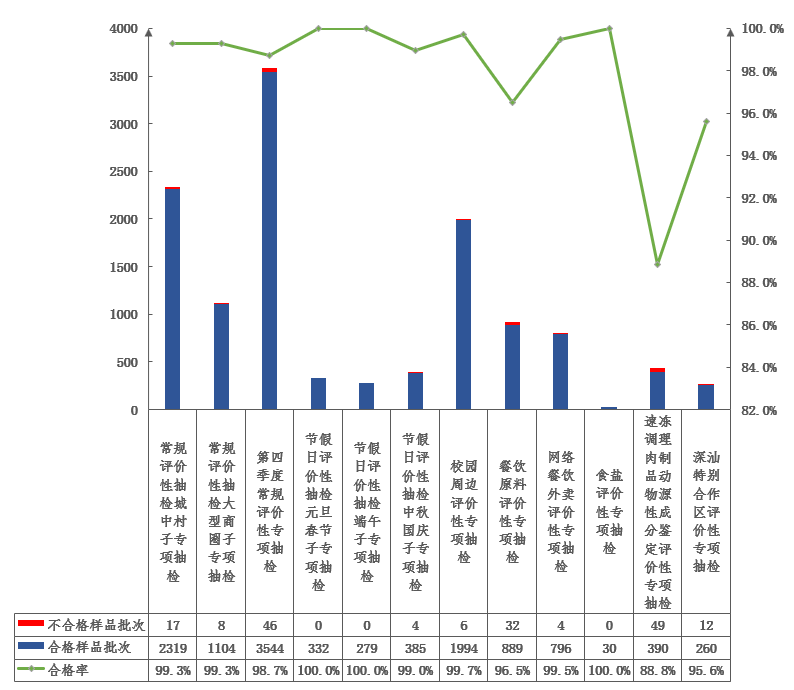 4000
3500
3000
2500
2000
1500
1000
500
0
100.0%
98.0%
96.0%
94.0%
92.0%
90.0%
88.0%
86.0%
84.0%
82.0%
常规
评价
性抽
检城
中村
子专
项抽
检
常规
评价
性抽
检大
型商
圈子
专项
抽检
第四
季度
常规
评价
性专
项抽
检
节假
日评
价性
抽检
元旦
春节
子专
项抽
检
节假
日评
价性
抽检
端午
子专
项抽
检
节假
日评
价性
抽检
中秋
国庆
子专
项抽
检
校园
周边
评价
性专
项抽
检
餐饮
原料
评价
性专
项抽
检
网络
餐饮
外卖
评价
性专
项抽
检
食盐
评价
性专
项抽
检
速冻
调理
肉制
品动
物源
性成
分鉴
定评
价性
专项
抽检
深汕
特别
合作
区评
价性
专项
抽检
不合格样品批次 17 8 46 0 0 4 6 32 4 0 49 12
合格样品批次 2319 1104 3544 332 279 385 1994 889 796 30 390 260
合格率 99.3% 99.3% 98.7% 100.0% 100.0% 99.0% 99.7% 96.5% 99.5% 100.0% 88.8% 95.6%